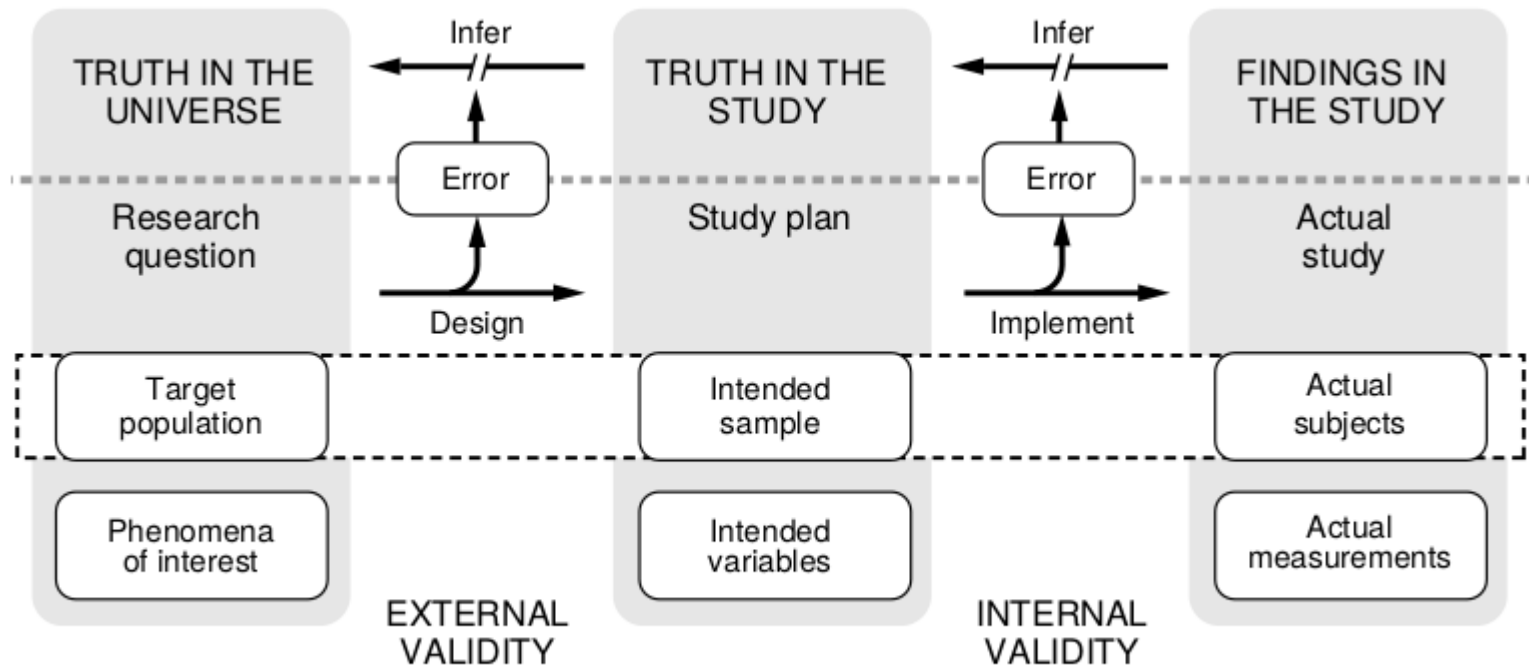 TRUTH IN THE
UNIVERSE
Infer
TRUTH IN THE
STUDY
Infer
FINDINGS IN
THE STUDY
Error
Error
Research
question
Study plan
Actual
study
Design
Implement
Target
population
Intended
sample
Actual
subjects
Phenomena
of interest
Intended
variables
Actual
measurements
EXTERNAL
VALIDITY
INTERNAL
VALIDITY